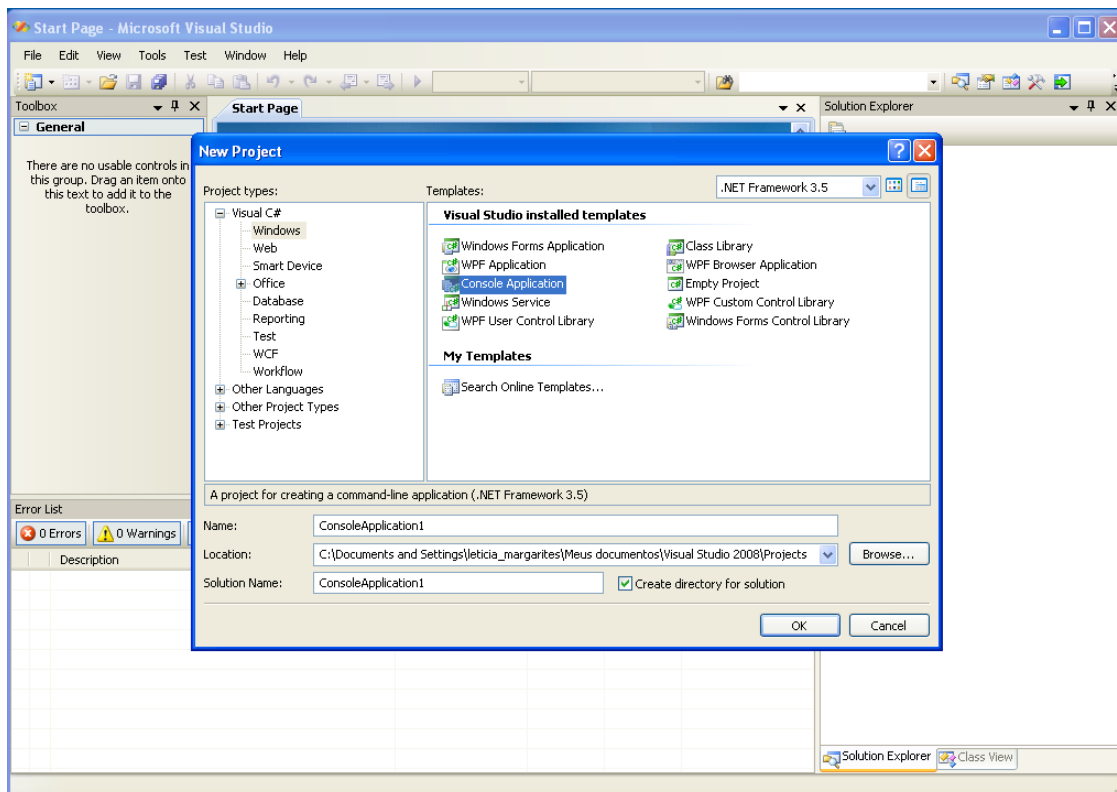 Start Page - Microsoft Visual Studio
File Edit View Tools Test Window Help
Toolbox
Start Page
Solution Explorer
General
There are no usable controls in
this group. Drag an item onto
this text to add it to the
toolbox.
New Project
Project types:
Templates:
.NET Framework 3.5
Visual C#
Windows
Web
Smart Device
Office
Database
Reporting
Test
WCF
Workflow
Other Languages
Other Project Types
Test Projects
Visual Studio installed templates
Windows Forms Application
Class Library
WPF Application
WPF Browser Application
Console Application
Empty Project
Windows Service
WPF Custom Control Library
WPF User Control Library
Windows Forms Control Library
My Templates
Search Online Templates...
A project for creating a command-line application (.NET Framework 3.5)
Name: ConsoleApplication1
Location: C:\Documents and Settings\leticia_margarites\Meus documentos\Visual Studio 2008\Projects Browse...
Solution Name: ConsoleApplication1 Create directory for solution
OK Cancel
Error List
0 Errors 0 Warnings
Description
Solution Explorer Class View